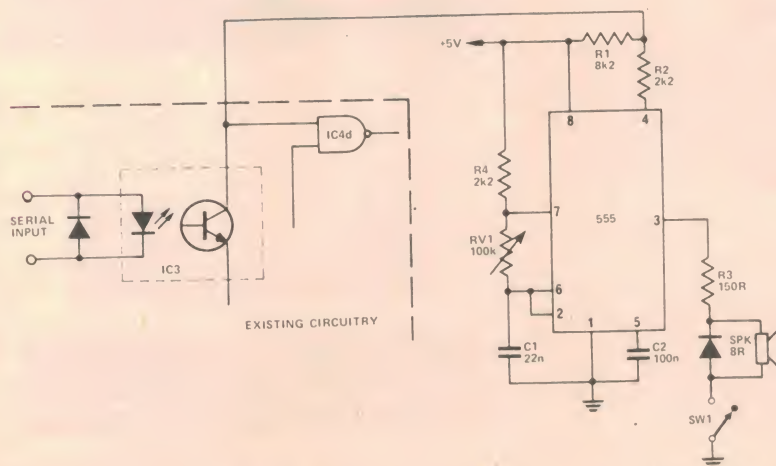 +5V
R1
8k2
R2
2k2
8
4
IC4d
R4
2k2
7
555
3
SERIAL
INPUT
RV1
100k
R3
150R
IC3
6
2
EXISTING CIRCUITRY
1
5
C1
22n
C2
100n
SPK
8R
SW1